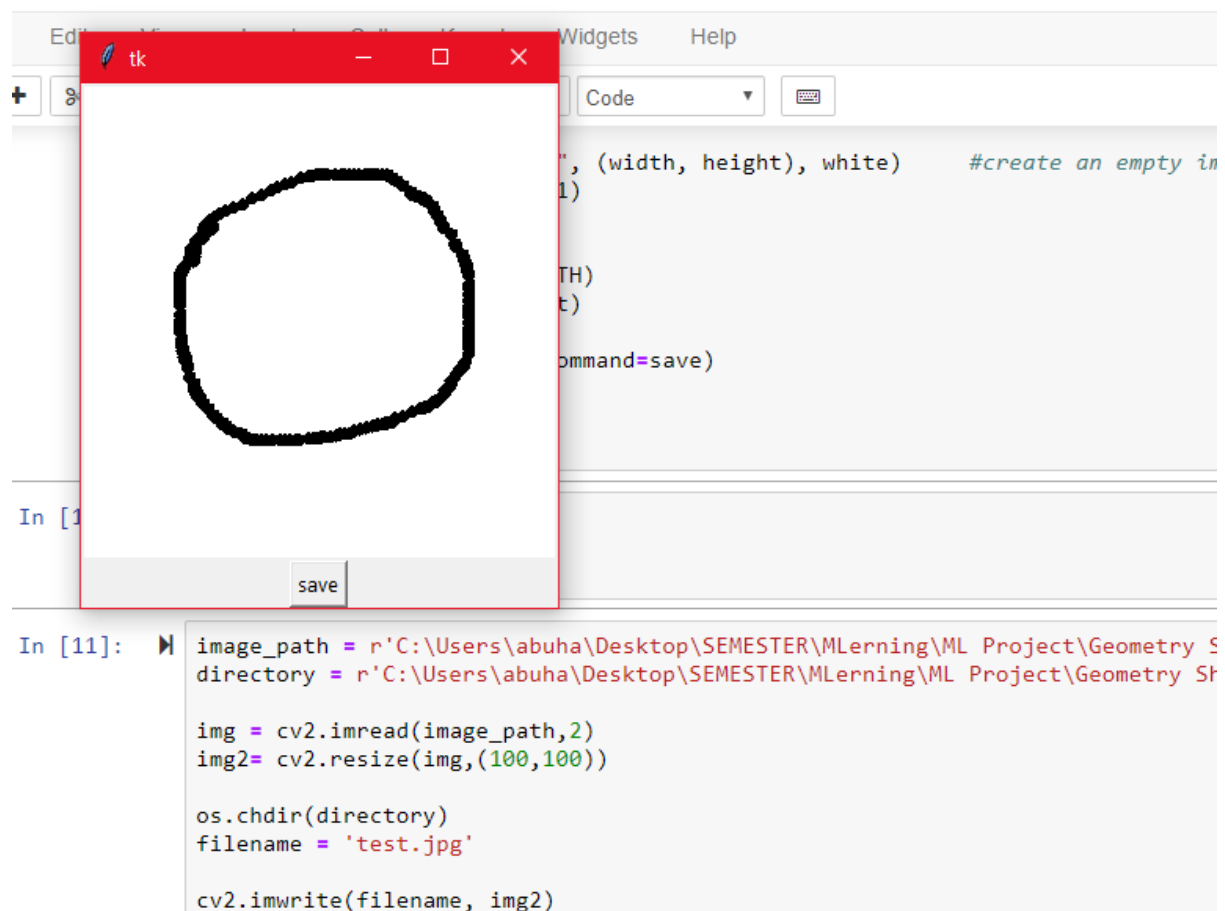 Widgets Help
tk
Code
", (width, height), white) #create an empty
1)
TH)
t)
ommand=save)
save
In [1
In [11]:
image_path = r'C:\Users\abuha\Desktop\SEMESTER\MLerning\ML Project\Geometry S
directory = r'C:\Users\abuha\Desktop\SEMESTER\MLerning\ML Project\Geometry Sh
img = cv2.imread(image_path,2)
img2= cv2.resize(img,(100,100))
os.chdir(directory)
filename = 'test.jpg'
cv2.imwrite(filename, img2)